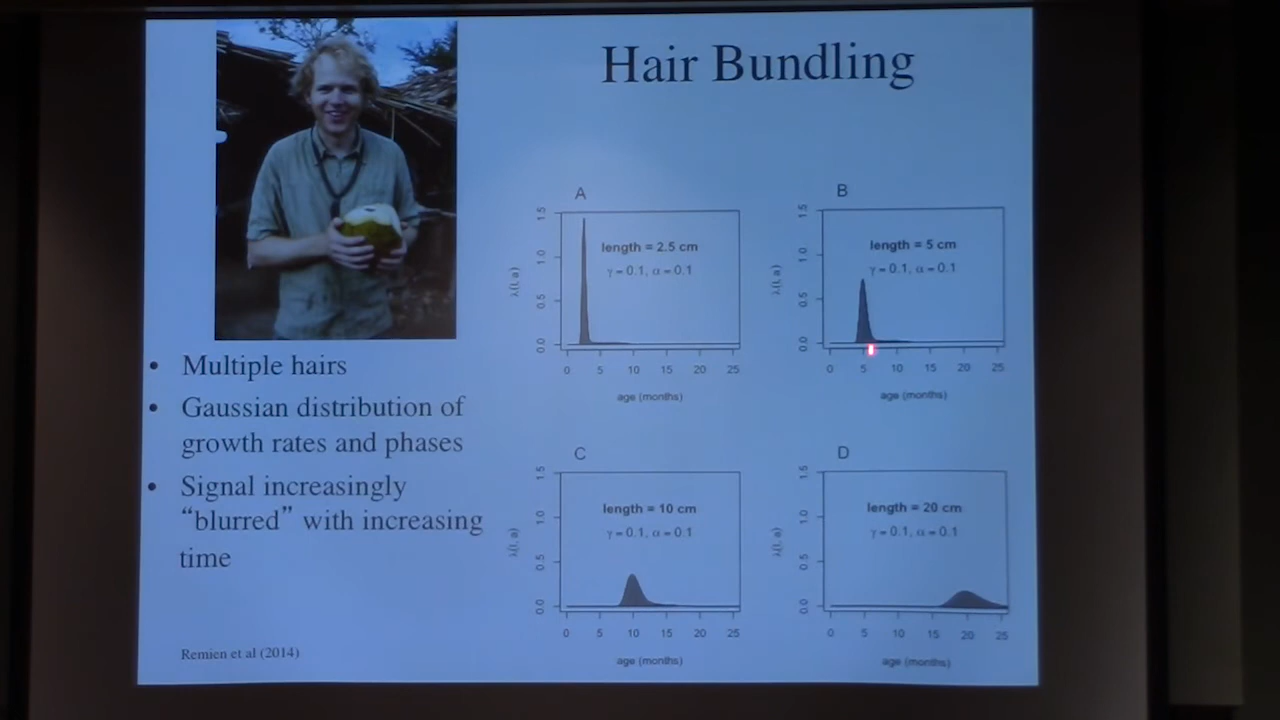 Hair Bundling
• Multiple hairs
• Gaussian distribution of
growth rates and phases
• Signal increasingly
“blurred” with increasing
time
Remien et al (2014)
A
length = 2.5 cm
γ = 0.1, α = 0.1
λ(l, a)
1.5
1.0
0.5
0.0
0 5 10 15 20 25
age (months)
B
length = 5 cm
γ = 0.1, α = 0.1
λ(l, a)
1.5
1.0
0.5
0.0
0 5 10 15 20 25
age (months)
C
length = 10 cm
γ = 0.1, α = 0.1
λ(l, a)
1.5
1.0
0.5
0.0
0 5 10 15 20 25
age (months)
D
length = 20 cm
γ = 0.1, α = 0.1
λ(l, a)
1.5
1.0
0.5
0.0
0 5 10 15 20 25
age (months)